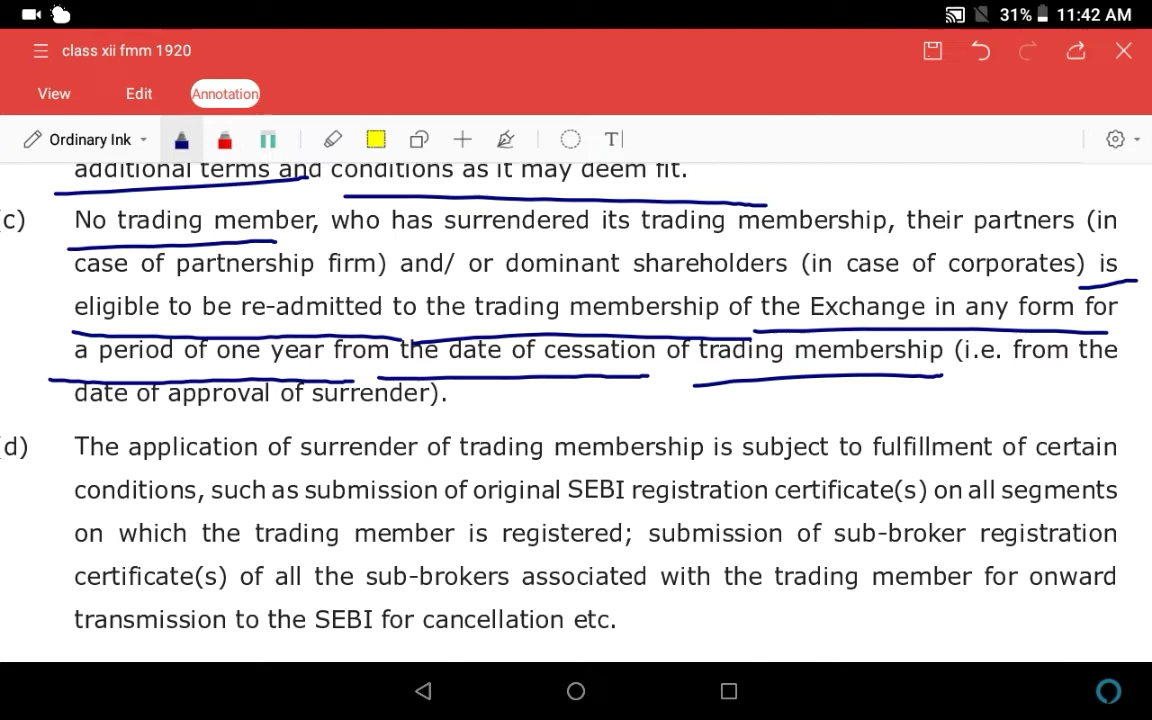 31% 11:42 AM
class xii fmm 1920
View Edit Annotation
Ordinary Ink T
additional terms and conditions as it may deem fit.
(c) No trading member, who has surrendered its trading membership, their partners (in
case of partnership firm) and/ or dominant shareholders (in case of corporates) is
eligible to be re-admitted to the trading membership of the Exchange in any form for
a period of one year from the date of cessation of trading membership (i.e. from the
date of approval of surrender).
(d) The application of surrender of trading membership is subject to fulfillment of certain
conditions, such as submission of original SEBI registration certificate(s) on all segments
on which the trading member is registered; submission of sub-broker registration
certificate(s) of all the sub-brokers associated with the trading member for onward
transmission to the SEBI for cancellation etc.